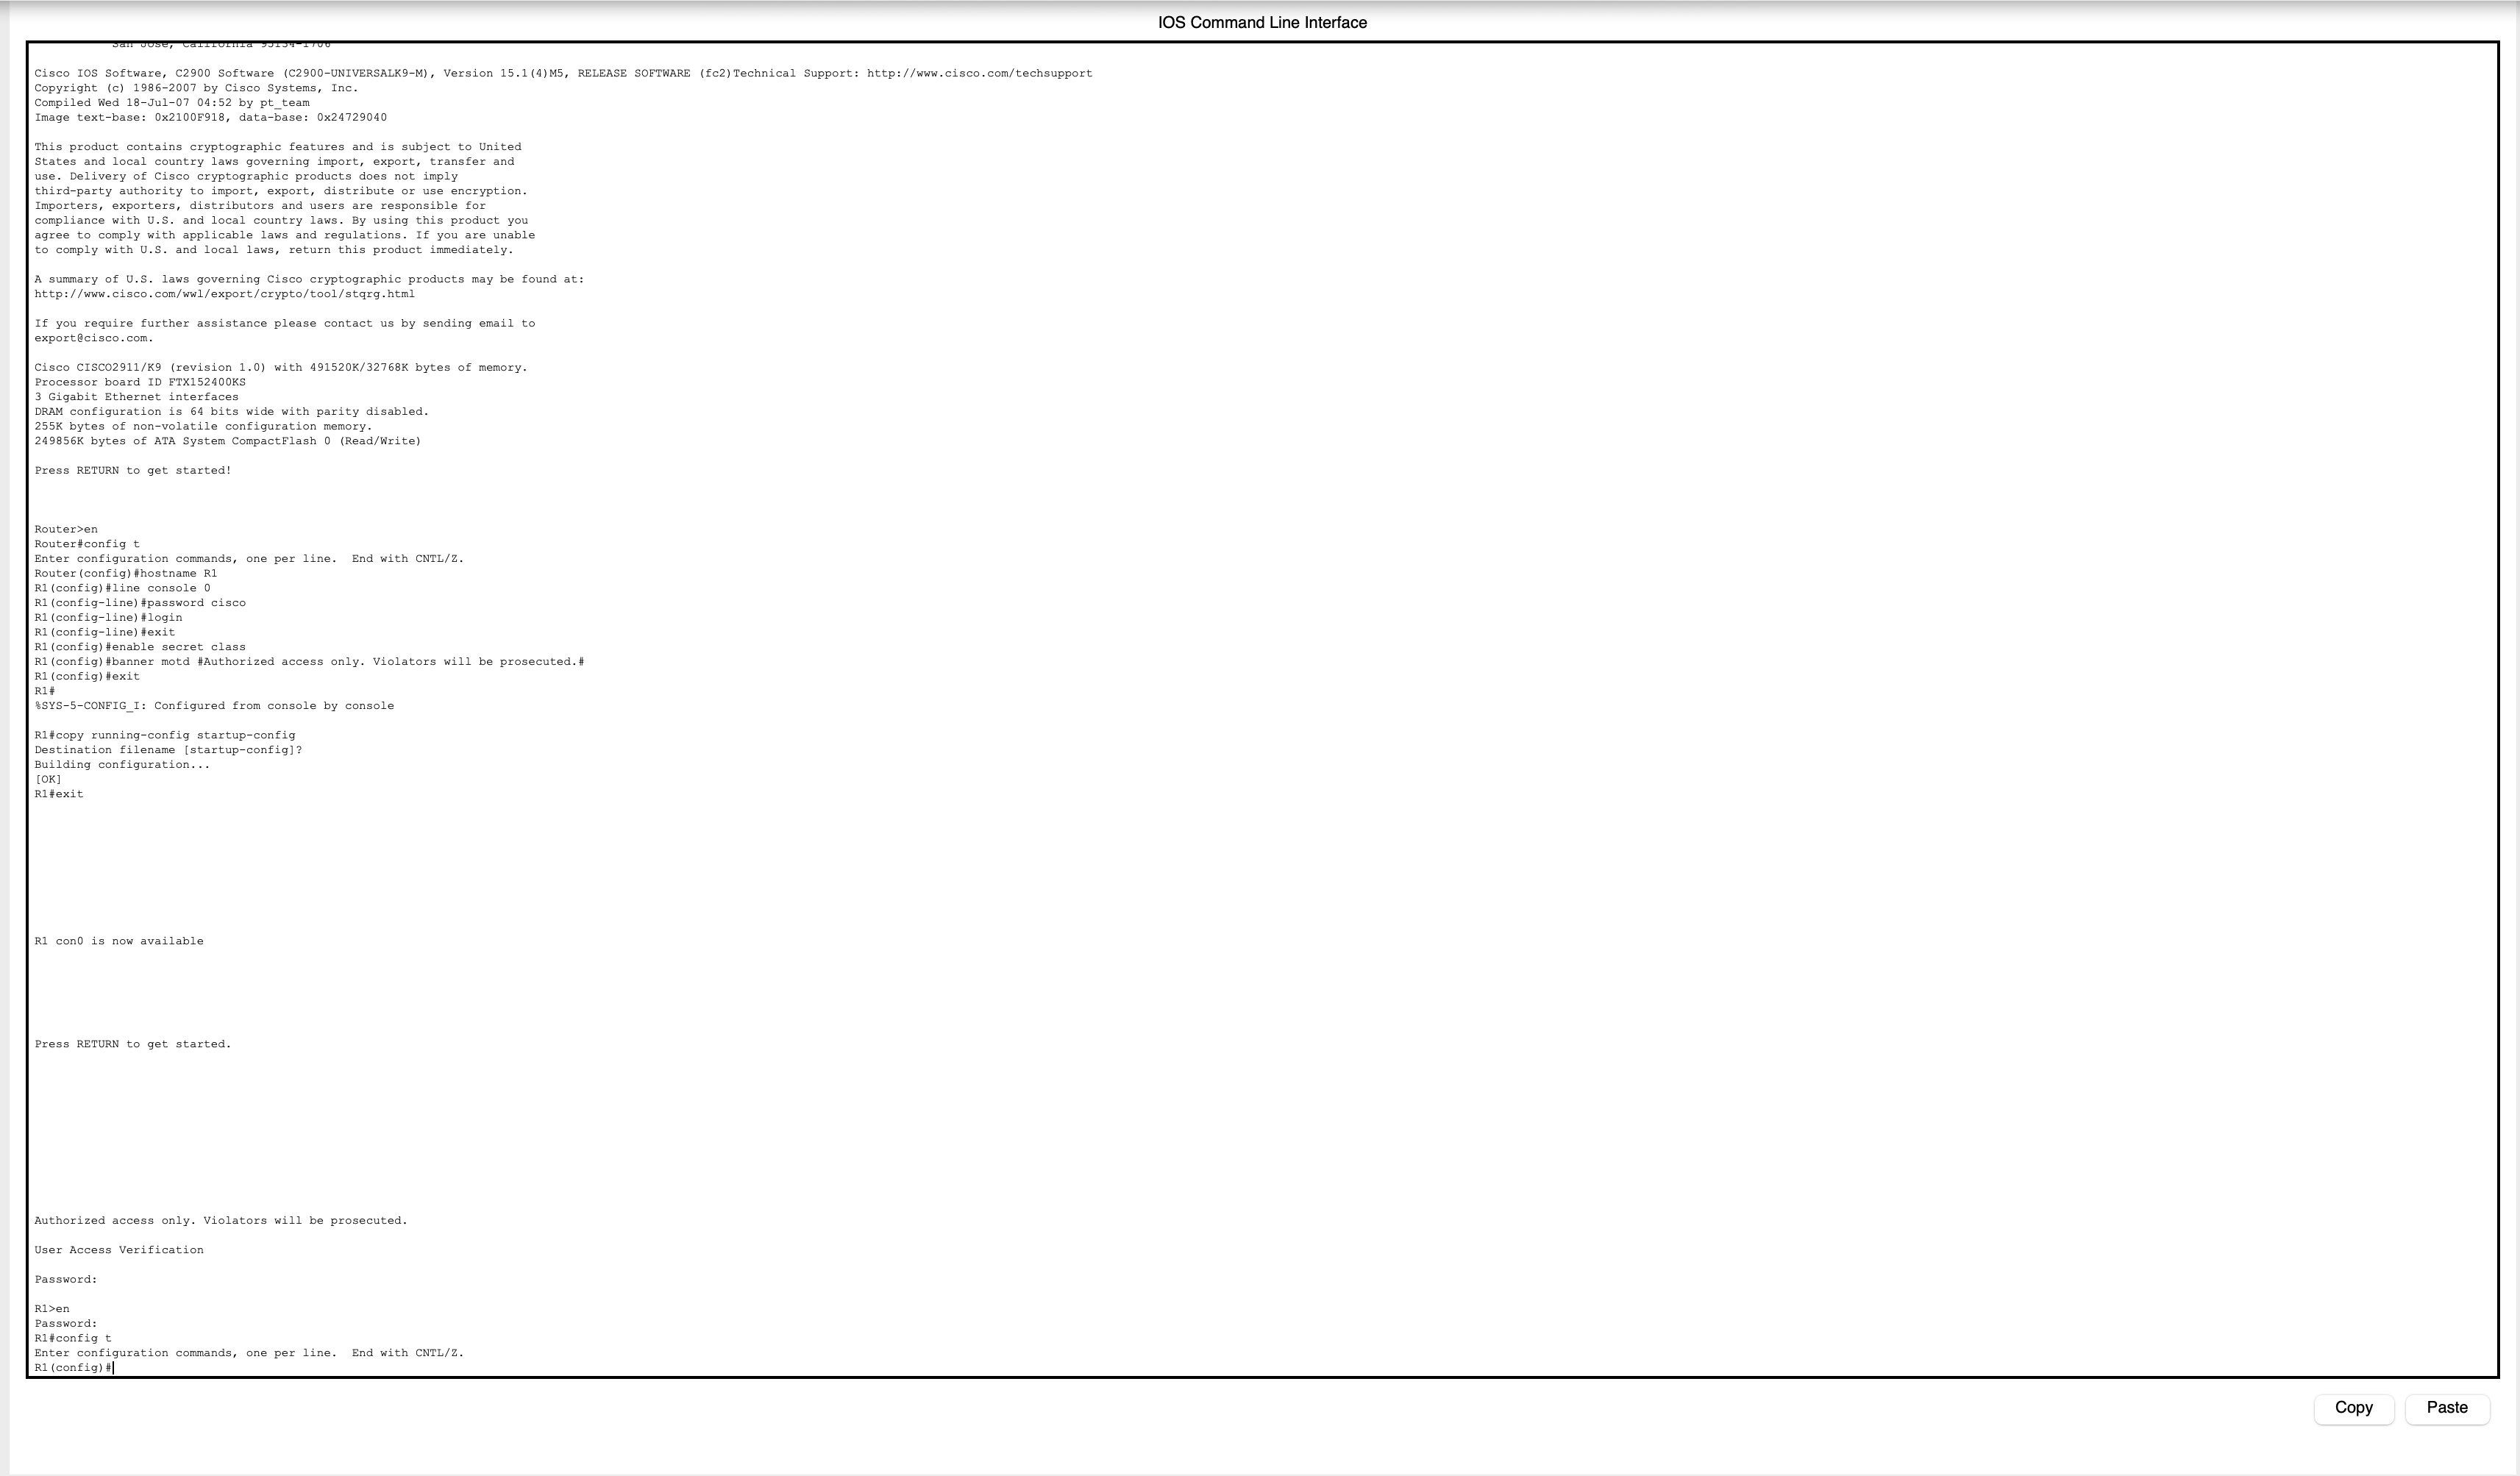 IOS Command Line Interface
San Jose, California 95134-1706
Cisco IOS Software, C2900 Software (C2900-UNIVERSALK9-M), Version 15.1(4)M5, RELEASE SOFTWARE (fc2)Technical Support: http://www.cisco.com/techsupport
Copyright (c) 1986-2007 by Cisco Systems, Inc.
Compiled Wed 18-Jul-07 04:52 by pt_team
Image text-base: 0x2100F918, data-base: 0x24729040
This product contains cryptographic features and is subject to United
States and local country laws governing import, export, transfer and
use. Delivery of Cisco cryptographic products does not imply
third-party authority to import, export, distribute or use encryption.
Importers, exporters, distributors and users are responsible for
compliance with U.S. and local country laws. By using this product you
agree to comply with applicable laws and regulations. If you are unable
to comply with U.S. and local laws, return this product immediately.
A summary of U.S. laws governing Cisco cryptographic products may be found at:
http://www.cisco.com/wwl/export/crypto/tool/stqrg.html
If you require further assistance please contact us by sending email to
export@cisco.com.
Cisco CISCO2911/K9 (revision 1.0) with 491520K/32768K bytes of memory.
Processor board ID FTX152400KS
3 Gigabit Ethernet interfaces
DRAM configuration is 64 bits wide with parity disabled.
255K bytes of non-volatile configuration memory.
249856K bytes of ATA System CompactFlash 0 (Read/Write)
Press RETURN to get started!
Router>en
Router#config t
Enter configuration commands, one per line.  End with CNTL/Z.
Router(config)#hostname R1
R1(config)#line console 0
R1(config-line)#password cisco
R1(config-line)#login
R1(config-line)#exit
R1(config)#enable secret class
R1(config)#banner motd #Authorized access only. Violators will be prosecuted.#
R1(config)#exit
R1#
%SYS-5-CONFIG_I: Configured from console by console
R1#copy running-config startup-config
Destination filename [startup-config]?
Building configuration...
[OK]
R1#exit
R1 con0 is now available
Press RETURN to get started.
Authorized access only. Violators will be prosecuted.
User Access Verification
Password:
R1>en
Password:
R1#config t
Enter configuration commands, one per line.  End with CNTL/Z.
R1(config)#
Copy
Paste